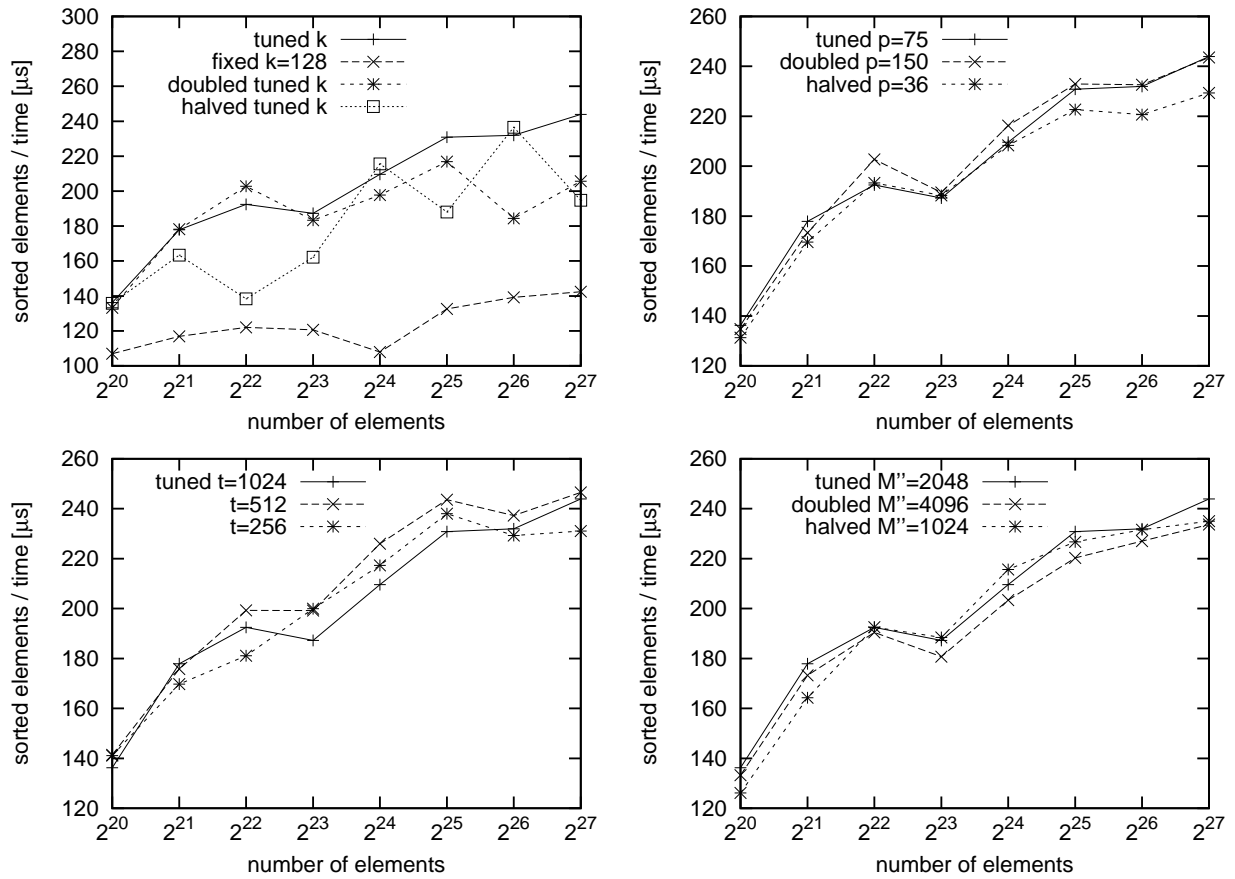 300
280
260
240
220
200
180
160
140
120
100
sorted elements / time [µs]
tuned k
fixed k=128
doubled tuned k
halved tuned k
2^20 2^21 2^22 2^23 2^24 2^25 2^26 2^27
number of elements
260
240
220
200
180
160
140
120
sorted elements / time [µs]
tuned p=75
doubled p=150
halved p=36
2^20 2^21 2^22 2^23 2^24 2^25 2^26 2^27
number of elements
260
240
220
200
180
160
140
120
sorted elements / time [µs]
tuned t=1024
t=512
t=256
2^20 2^21 2^22 2^23 2^24 2^25 2^26 2^27
number of elements
260
240
220
200
180
160
140
120
sorted elements / time [µs]
tuned M''=2048
doubled M''=4096
halved M''=1024
2^20 2^21 2^22 2^23 2^24 2^25 2^26 2^27
number of elements